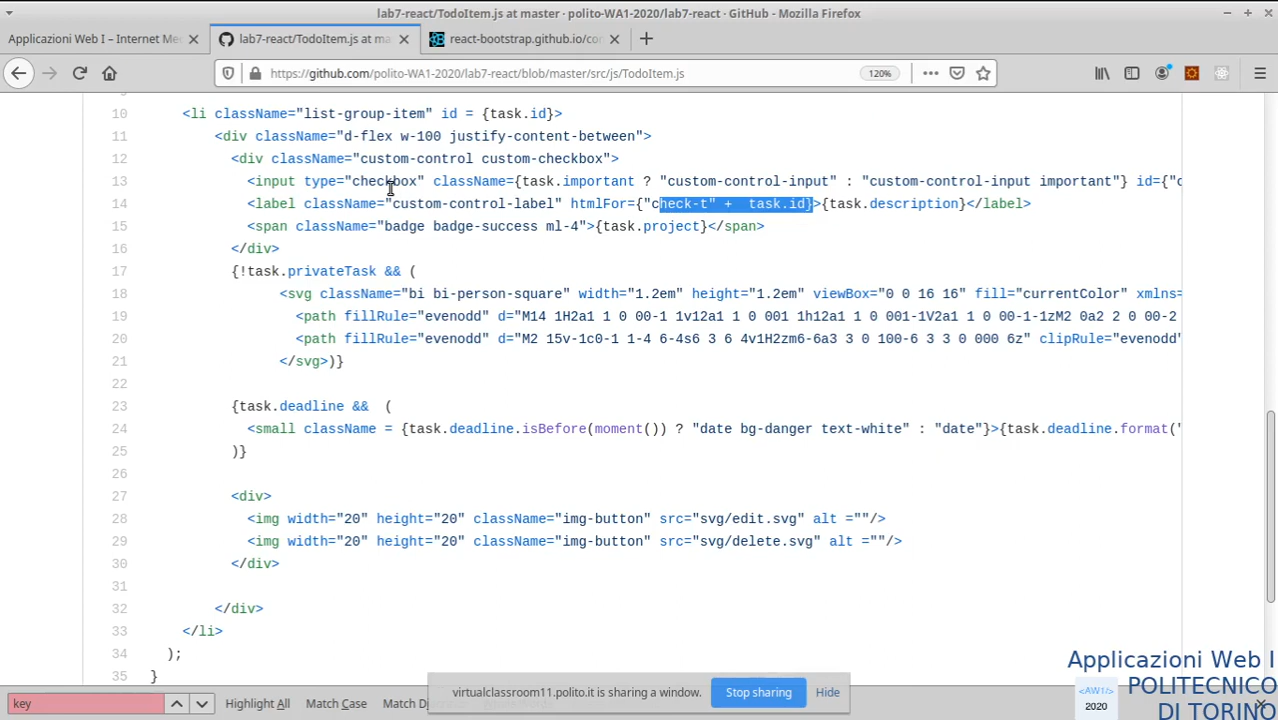 lab7-react/TodoItem.js at master · polito-WA1-2020/lab7-react · GitHub - Mozilla Firefox
Applicazioni Web I – Internet Me
lab7-react/TodoItem.js at ma
react-bootstrap.github.io/co
https://github.com/polito-WA1-2020/lab7-react/blob/master/src/js/TodoItem.js
120%
10 <li className="list-group-item" id = {task.id}>
11 <div className="d-flex w-100 justify-content-between">
12 <div className="custom-control custom-checkbox">
13 <input type="checkbox" className={task.important ? "custom-control-input" : "custom-control-input important"} id={"c
14 <label className="custom-control-label" htmlFor={"check-t" +  task.id}>{task.description}</label>
15 <span className="badge badge-success ml-4">{task.project}</span>
16 </div>
17 {!task.privateTask && (
18 <svg className="bi bi-person-square" width="1.2em" height="1.2em" viewBox="0 0 16 16" fill="currentColor" xmlns=
19 <path fillRule="evenodd" d="M14 1H2a1 1 0 00-1 1v12a1 1 0 001 1h12a1 1 0 001-1V2a1 1 0 00-1-1zM2 0a2 2 0 00-2
20 <path fillRule="evenodd" d="M2 15v-1c0-1 1-4 6-4s6 3 6 4v1H2zm6-6a3 3 0 100-6 3 3 0 000 6z" clipRule="evenodd"
21 </svg>)}
22
23 {task.deadline &&  (
24 <small className = {task.deadline.isBefore(moment()) ? "date bg-danger text-white" : "date"}>{task.deadline.format('
25 )}
26
27 <div>
28 <img width="20" height="20" className="img-button" src="svg/edit.svg" alt =""/>
29 <img width="20" height="20" className="img-button" src="svg/delete.svg" alt =""/>
30 </div>
31
32 </div>
33 </li>
34 );
35 }
Applicazioni Web I
POLITECNICO
DI TORINO
<AW1/>
2020
virtualclassroom11.polito.it is sharing a window.
Stop sharing
Hide
key
Highlight All
Match Case
Match D